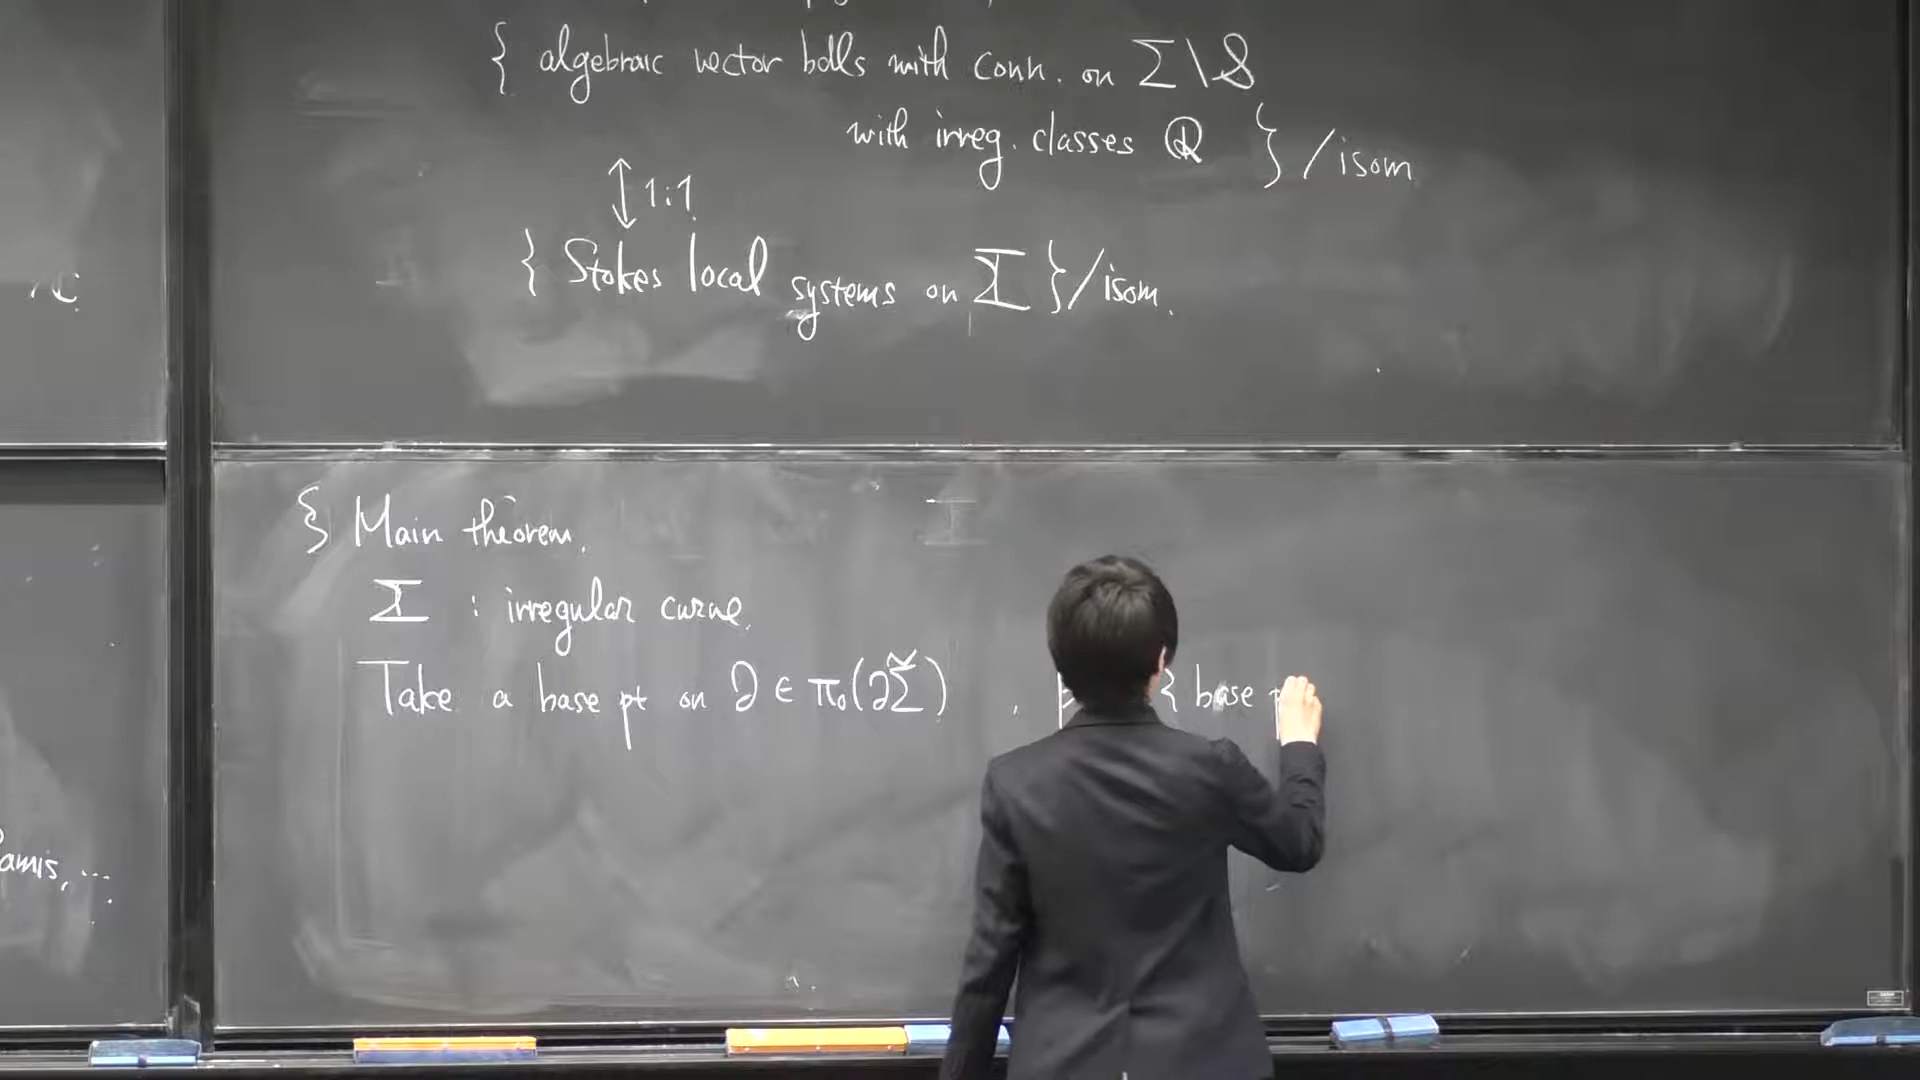 { algebraic vector bdls with conn. on Σ\𝒮
with irreg. classes ℚ } /isom
↕ 1:1
{ Stokes local systems on 𝚺 }/isom.
§ Main theorem.
𝚺 : irregular curve.
Take a base pt on ∂ ∈ π₀(∂Σ̃) , { base p
amis, ...